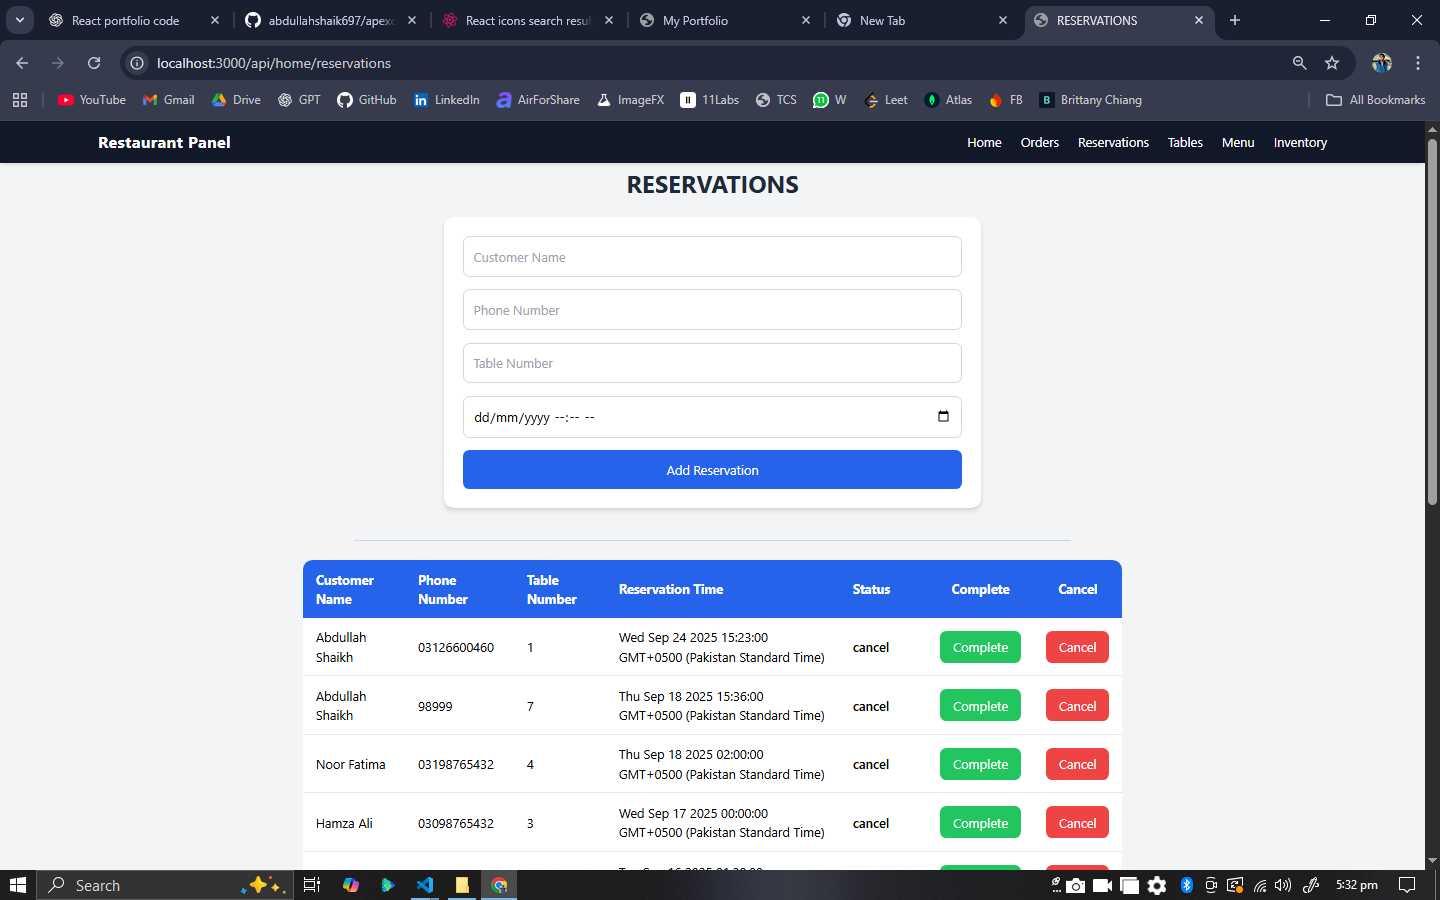 React portfolio code
abdullahshaik697/apexc
React icons search resul
My Portfolio
New Tab
RESERVATIONS
localhost:3000/api/home/reservations
YouTube
Gmail
Drive
GPT
GitHub
LinkedIn
AirForShare
ImageFX
11Labs
TCS
11
W
Leet
Atlas
FB
B
Brittany Chiang
All Bookmarks
Restaurant Panel
Home Orders Reservations Tables Menu Inventory
RESERVATIONS
Customer Name
Phone Number
Table Number
dd/mm/yyyy --:-- --
Add Reservation
Customer Name Phone Number Table Number Reservation Time Status Complete Cancel
Abdullah Shaikh 03126600460 1 Wed Sep 24 2025 15:23:00 GMT+0500 (Pakistan Standard Time) cancel Complete Cancel
Abdullah Shaikh 98999 7 Thu Sep 18 2025 15:36:00 GMT+0500 (Pakistan Standard Time) cancel Complete Cancel
Noor Fatima 03198765432 4 Thu Sep 18 2025 02:00:00 GMT+0500 (Pakistan Standard Time) cancel Complete Cancel
Hamza Ali 03098765432 3 Wed Sep 17 2025 00:00:00 GMT+0500 (Pakistan Standard Time) cancel Complete Cancel
Search
5:32 pm